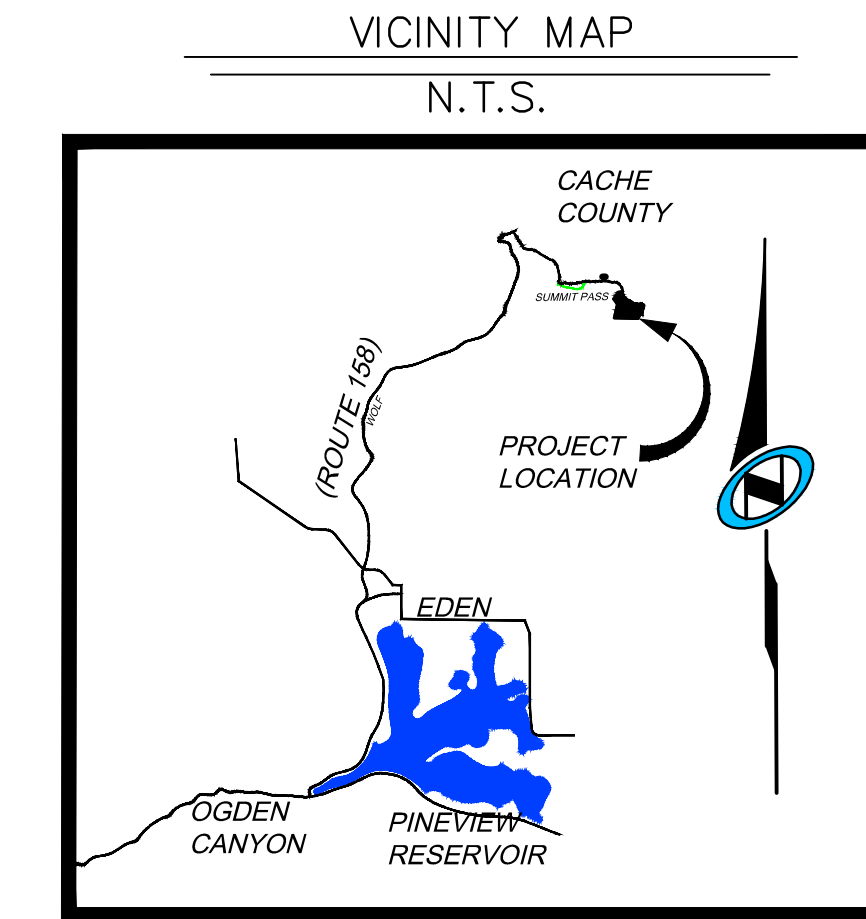 VICINITY MAP
N.T.S.
CACHE
COUNTY
SUMMIT PASS
(ROUTE 158)
WOLF
PROJECT
LOCATION
N
EDEN
OGDEN
CANYON
PINEVIEW
RESERVOIR